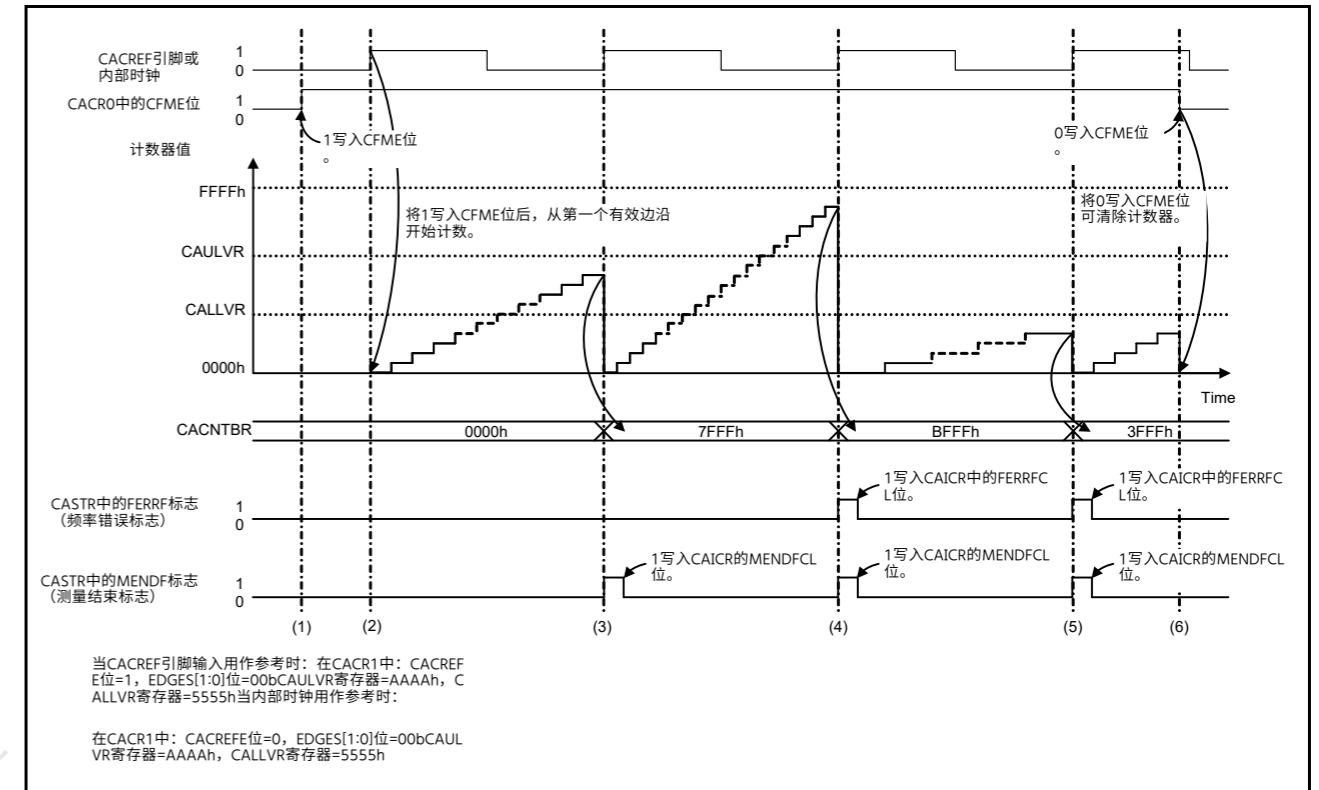 CACREF引脚或
内部时钟
1
0
CACR0中的CFME位
1
0
1写入CFME位
。
0写入CFME位
。
计数器值
FFFFh
将1写入CFME位后，从第一个有效边沿
开始计数。
将0写入CFME位
可清除计数器。
CAULVR
CALLVR
0000h
Time
CACNTBR
0000h
7FFFh
BFFFh
3FFFh
CASTR中的FERRF标志
（频率错误标志）
1
0
1写入CAICR中的FERRFC
L位。
1写入CAICR中的FERRFC
L位。
CASTR中的MENDF标志
（测量结束标志）
1
0
1写入CAICR的MENDFCL
位。
1写入CAICR的MENDFCL
位。
1写入CAICR的MENDFCL
位。
(1)
(2)
(3)
(4)
(5)
(6)
当CACREF引脚输入用作参考时：在CACR1中：CACREF
E位=1，EDGES[1:0]位=00bCAULVR寄存器=AAAAh，C
ALLVR寄存器=5555h当内部时钟用作参考时：
在CACR1中：CACREFE位=0，EDGES[1:0]位=00bCAUL
VR寄存器=AAAAh，CALLVR寄存器=5555h